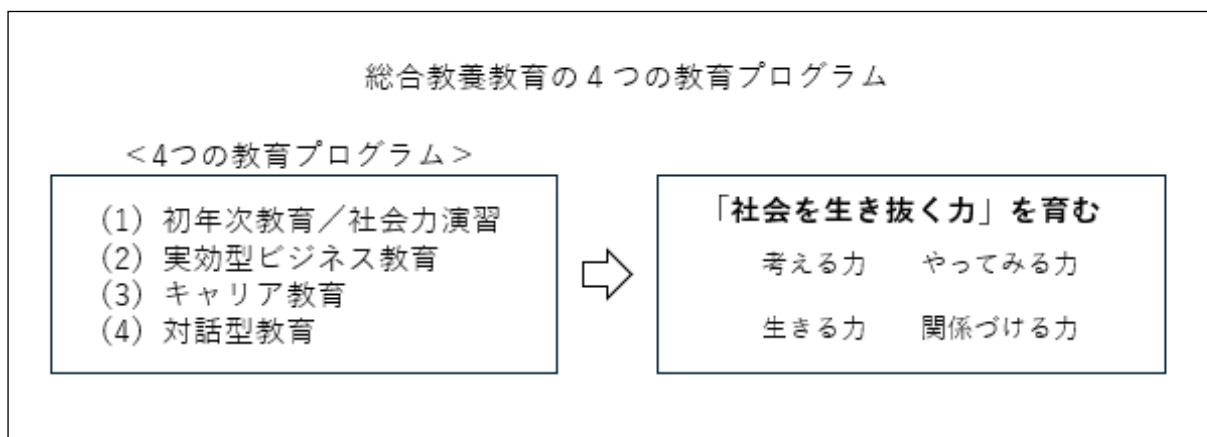 総合教養教育の4つの教育プログラム
＜4つの教育プログラム＞
(1) 初年次教育／社会力演習
(2) 実効型ビジネス教育
(3) キャリア教育
(4) 対話型教育
「社会を生き抜く力」を育む
考える力　やってみる力
生きる力　関係づける力